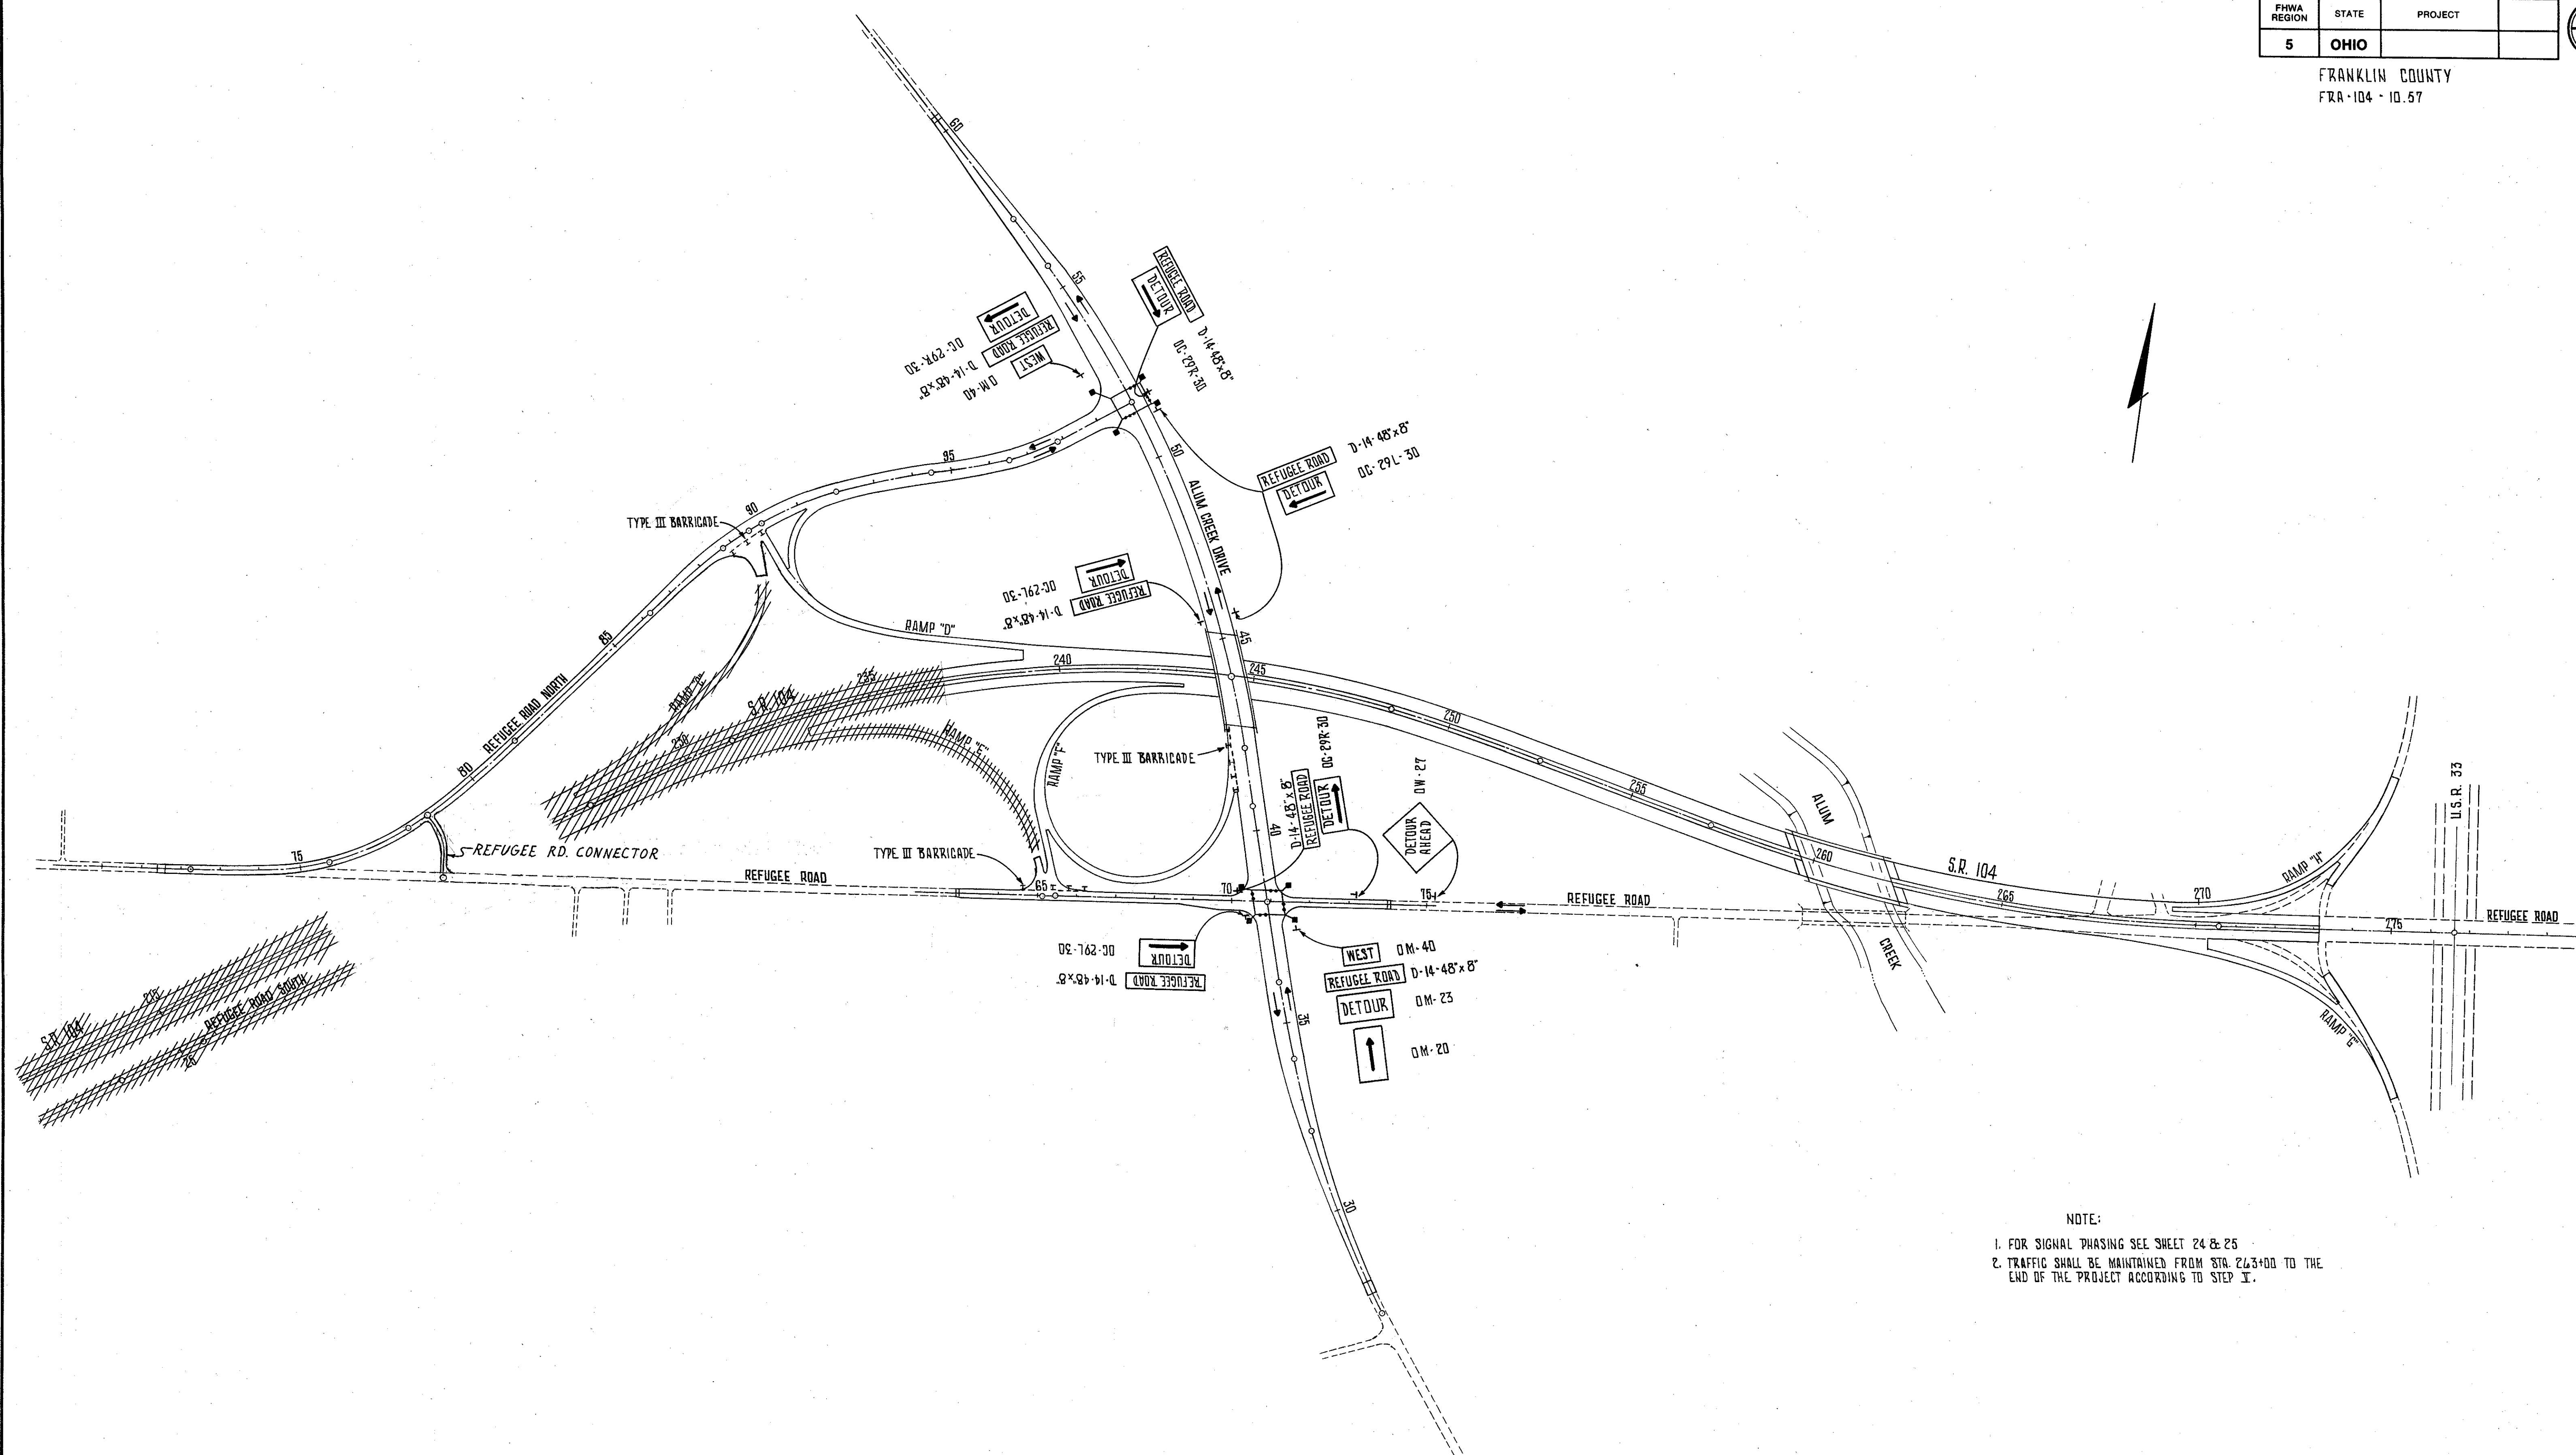 FHWA REGION
STATE
PROJECT
5
OHIO
FRANKLIN COUNTY
FRA-104-10.57
60
55
REFUGEE ROAD
DETOUR
D-14-48"x8"
OC-29R-30
DETOUR
REFUGEE ROAD
WEST
OC-29R-30
D-14-48"x8"
OM-40
50
95
90
REFUGEE ROAD
DETOUR
D-14-48"x8"
OC-29L-30
TYPE III BARRICADE
ALUM CREEK DRIVE
DETOUR
REFUGEE ROAD
OC-29L-30
D-14-48"x8"
85
RAMP "D"
45
240
245
235
S.R. 104
230
REFUGEE ROAD NORTH
80
RAMP "E"
RAMP "F"
TYPE III BARRICADE
250
255
D-14-48"x8"
REFUGEE ROAD
DETOUR
OC-29R-30
OW-27
DETOUR AHEAD
40
ALUM
CREEK
260
S.R. 104
265
270
RAMP "H"
U.S.R. 33
75
REFUGEE RD. CONNECTOR
TYPE III BARRICADE
REFUGEE ROAD
65
70
75
REFUGEE ROAD
275
REFUGEE ROAD
RAMP "G"
OC-29L-30
DETOUR
D-14-48"x8"
REFUGEE ROAD
WEST OM-40
REFUGEE ROAD D-14-48"x8"
DETOUR OM-23
OM-20
35
30
S.R. 104
215
REFUGEE ROAD SOUTH
NOTE:
1. FOR SIGNAL PHASING SEE SHEET 24 & 25
2. TRAFFIC SHALL BE MAINTAINED FROM STA. 263+00 TO THE
END OF THE PROJECT ACCORDING TO STEP V.